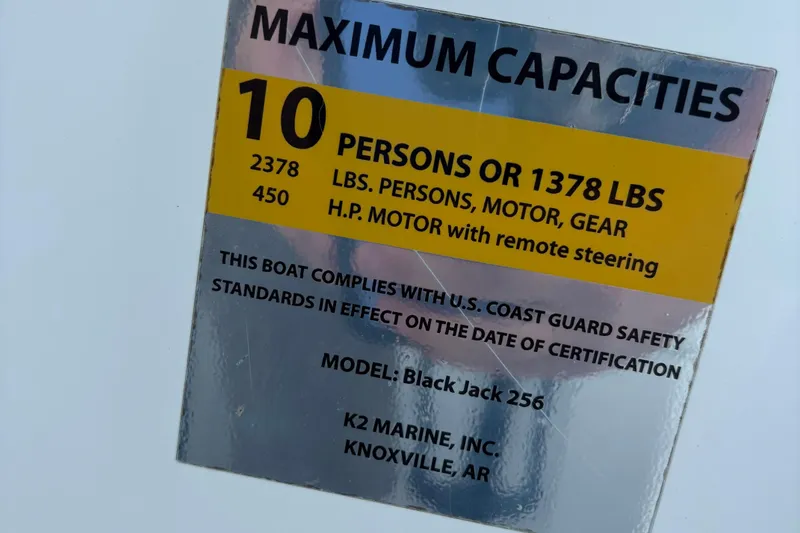 MAXIMUM CAPACITIES
10 PERSONS OR 1378 LBS
2378 LBS. PERSONS, MOTOR, GEAR
450 H.P. MOTOR with remote steering
THIS BOAT COMPLIES WITH U.S. COAST GUARD SAFETY
STANDARDS IN EFFECT ON THE DATE OF CERTIFICATION
MODEL: Black Jack 256
K2 MARINE, INC.
KNOXVILLE, AR